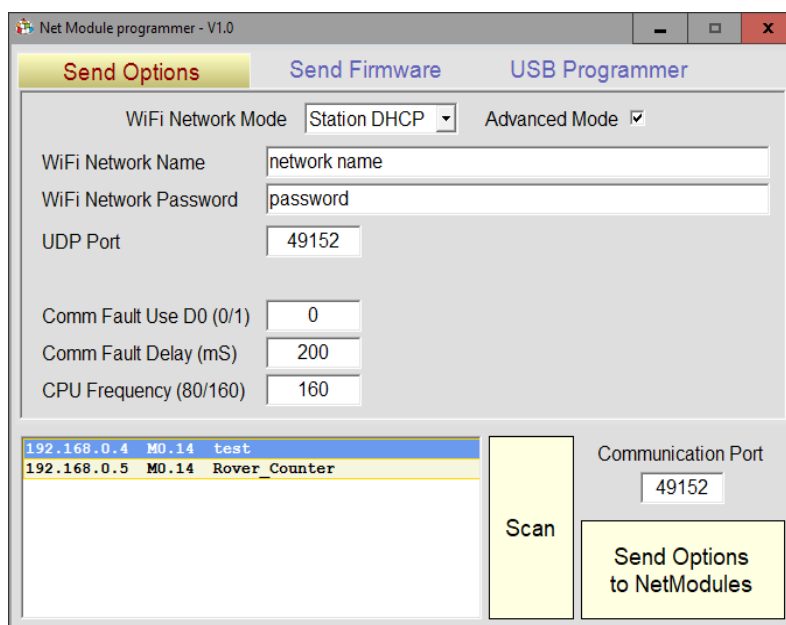 Net Module programmer - V1.0
Send Options Send Firmware USB Programmer
WiFi Network Mode Station DHCP Advanced Mode
WiFi Network Name network name
WiFi Network Password password
UDP Port 49152
Comm Fault Use D0 (0/1) 0
Comm Fault Delay (mS) 200
CPU Frequency (80/160) 160
192.168.0.4 M0.14 test
192.168.0.5 M0.14 Rover_Counter
Scan
Communication Port
49152
Send Options
to NetModules